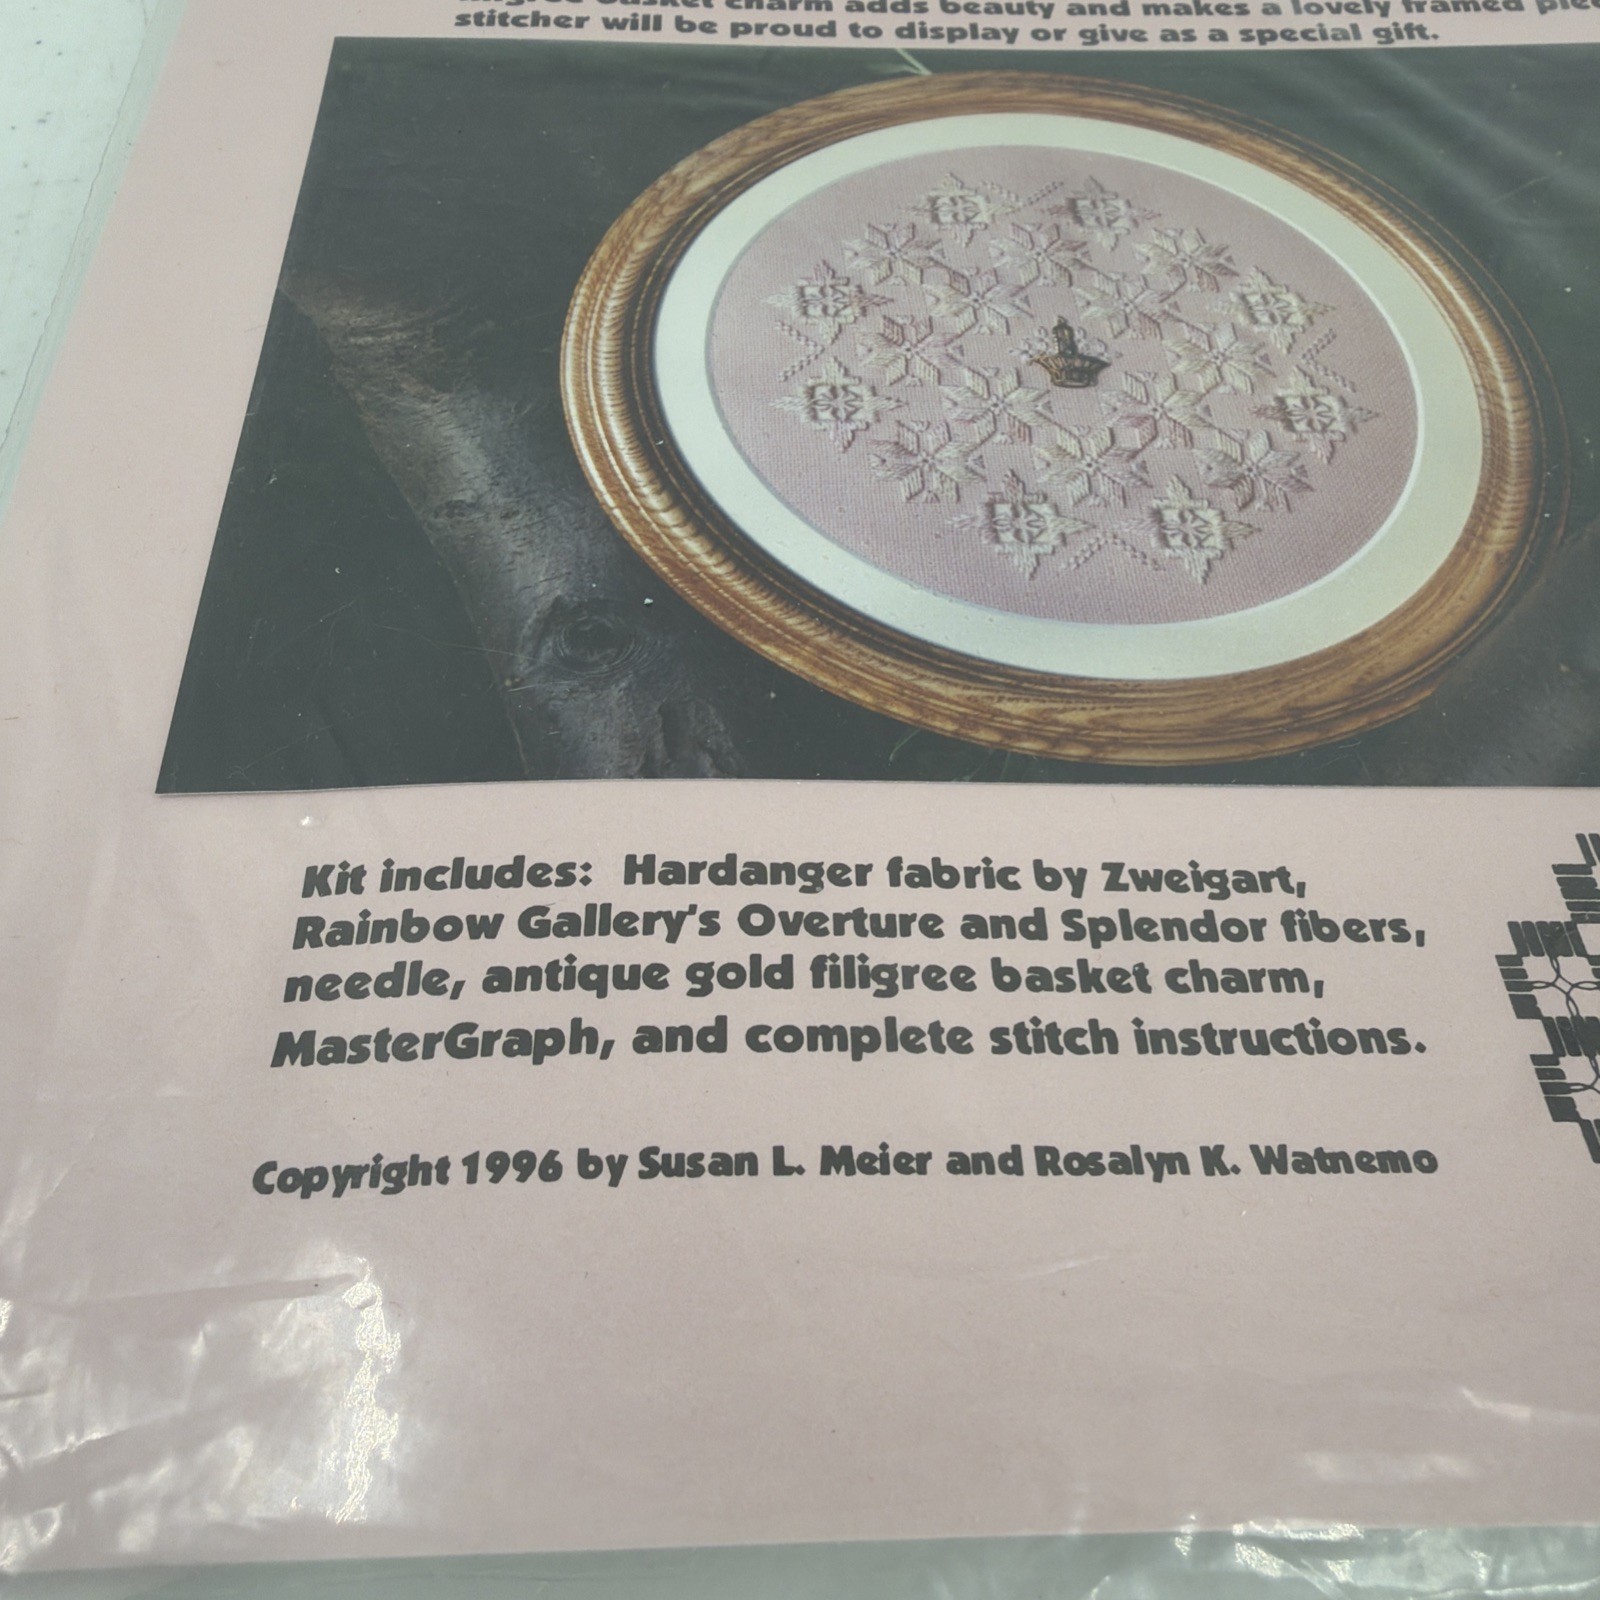 basket charm adds beauty and makes a lovely framed
stitcher will be proud to display or give as a special gift.
Kit includes: Hardanger fabric by Zweigart,
Rainbow Gallery's Overture and Splendor fibers,
needle, antique gold filigree basket charm,
MasterGraph, and complete stitch instructions.
Copyright 1996 by Susan L. Meier and Rosalyn K. Watnemo